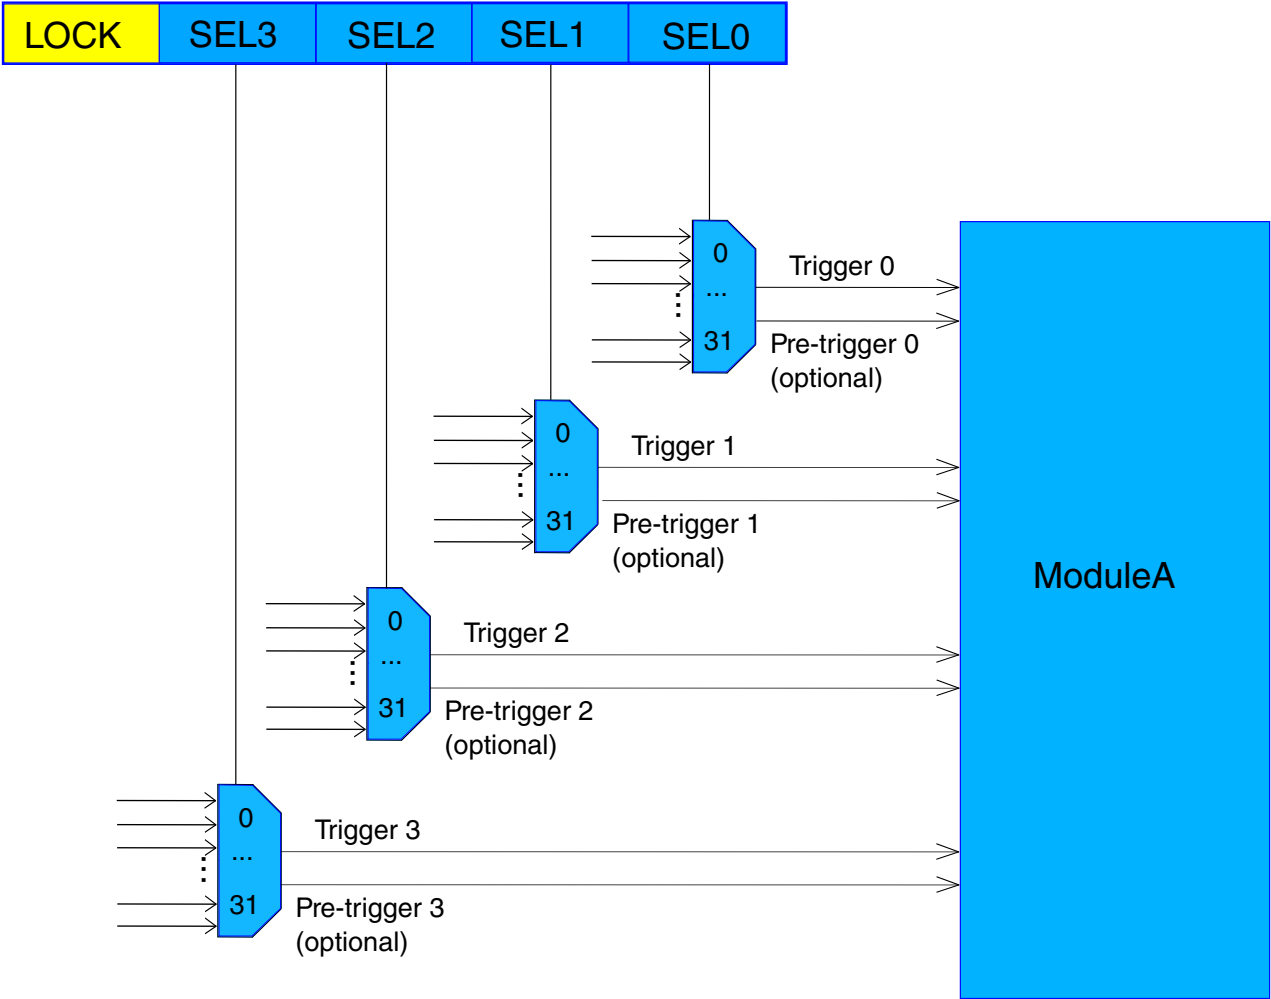 LOCK SEL3 SEL2 SEL1 SEL0
0
...
31
Trigger 0
Pre-trigger 0
(optional)
0
...
31
Trigger 1
Pre-trigger 1
(optional)
ModuleA
0
...
31
Trigger 2
Pre-trigger 2
(optional)
0
...
31
Trigger 3
Pre-trigger 3
(optional)